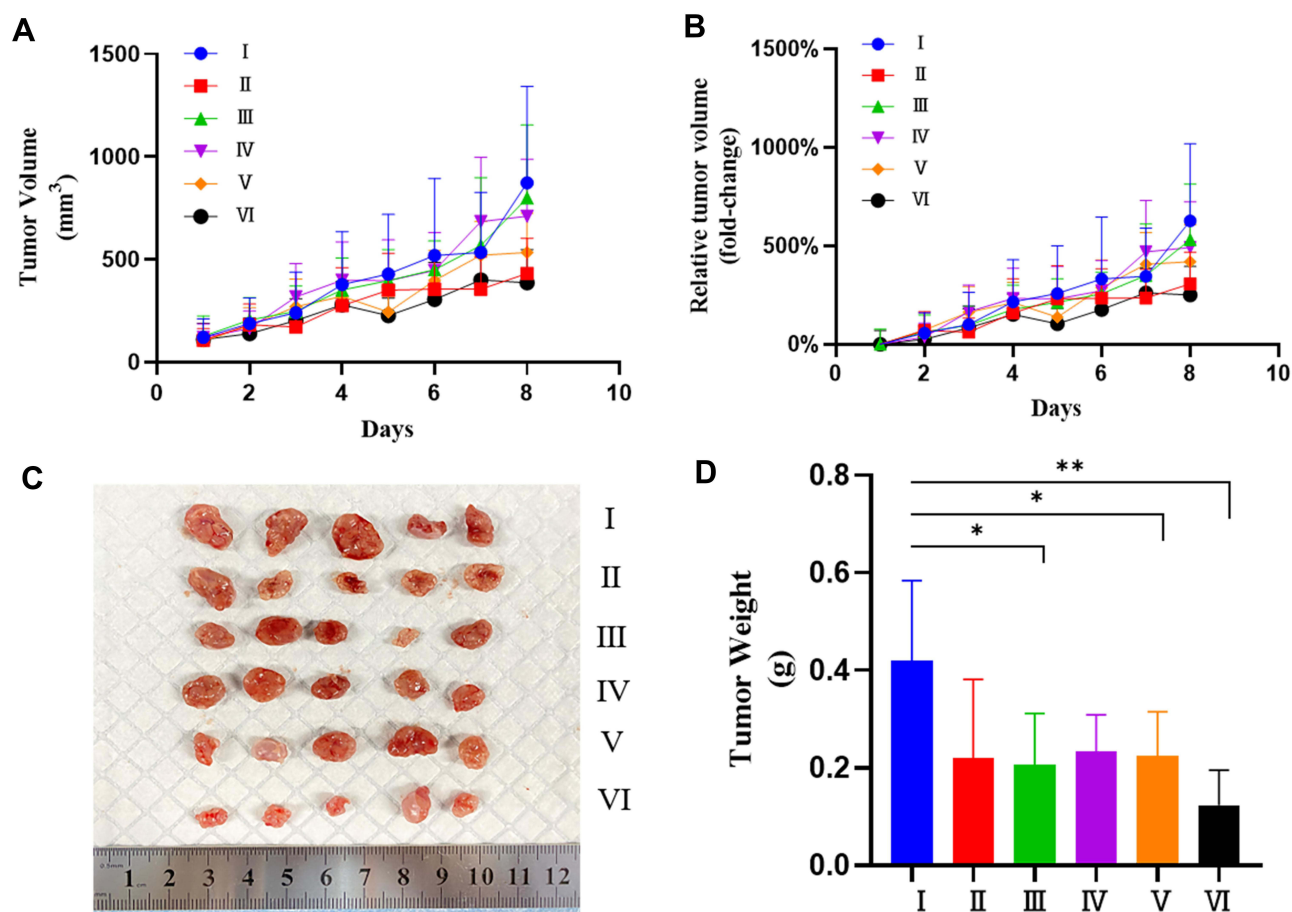 A
1500
1000
500
0
Tumor Volume
(mm3)
0 2 4 6 8 10
Days
I
II
III
IV
V
VI
B
1500%
1000%
500%
0%
Relative tumor volume
(fold-change)
0 2 4 6 8 10
Days
I
II
III
IV
V
VI
C
I
II
III
IV
V
VI
0.5mm
1 cm 2 3 4 5 6 7 8 9 10 11 12
D
0.8
0.6
0.4
0.2
0.0
Tumor Weight
(g)
**
*
*
I II III IV V VI